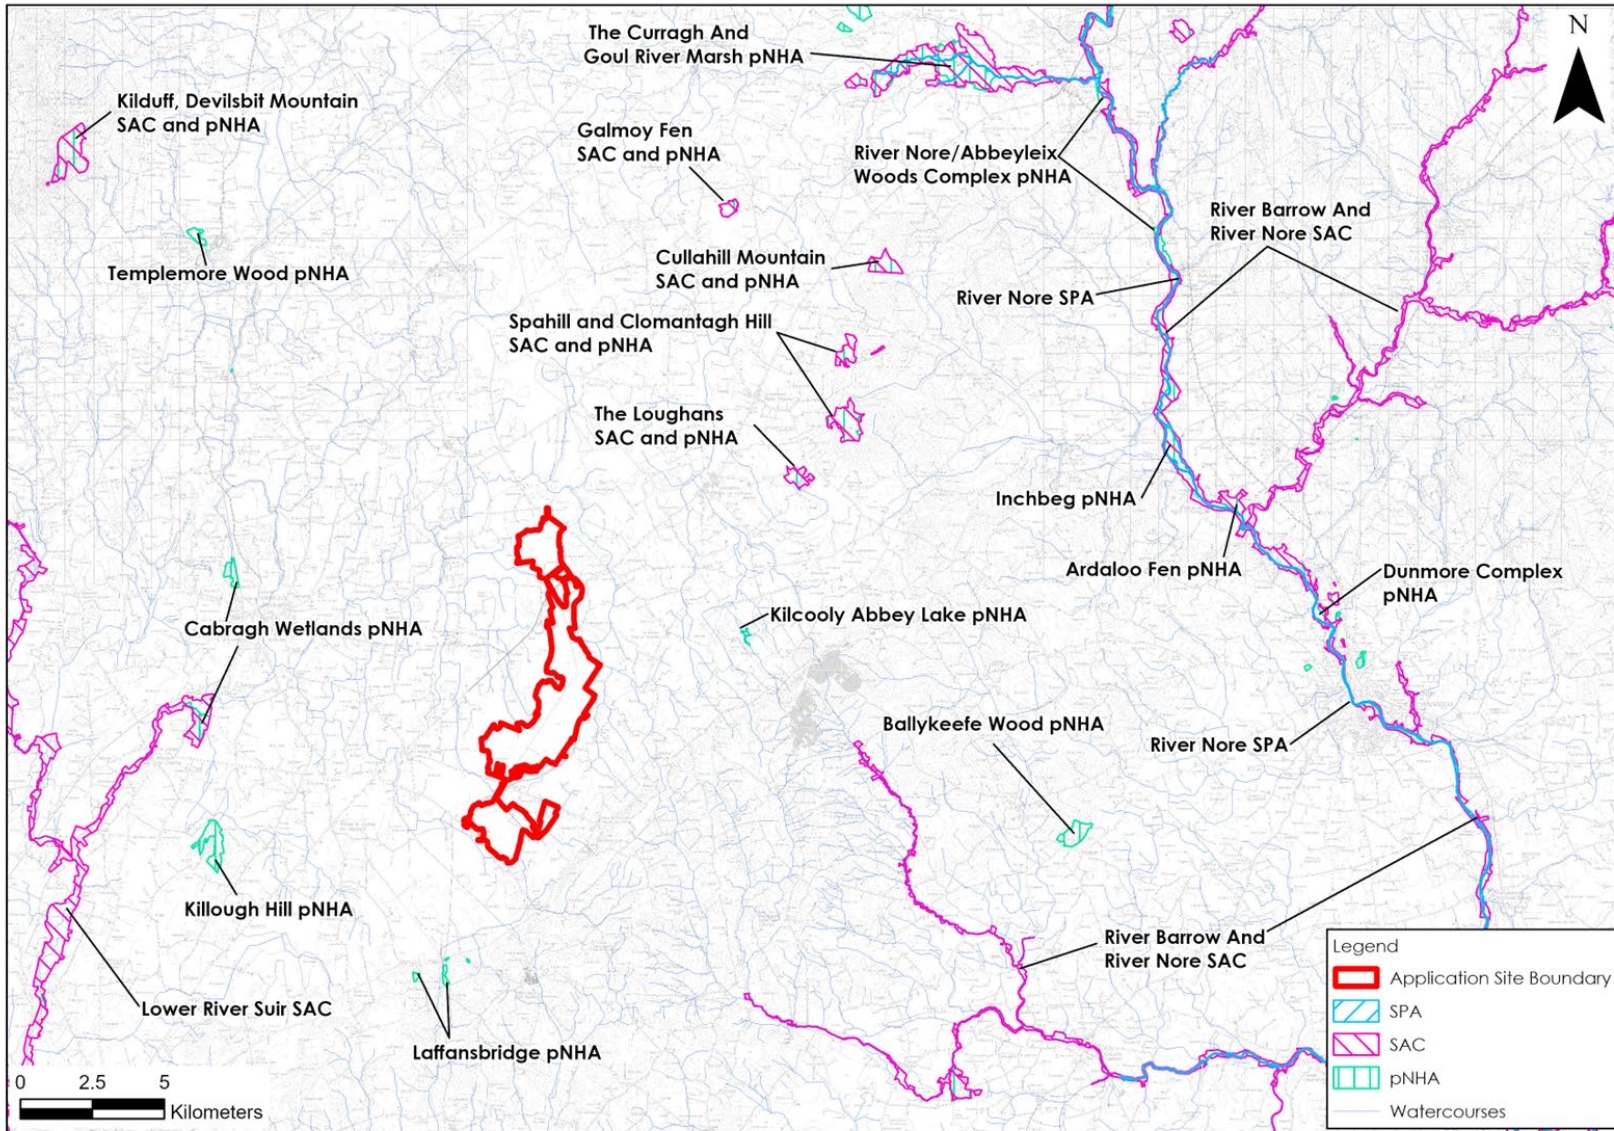 The Curragh And
Goul River Marsh pNHA
N
Kilduff, Devilsbit Mountain
SAC and pNHA
Galmoy Fen
SAC and pNHA
River Nore/Abbeyleix
Woods Complex pNHA
River Barrow And
River Nore SAC
Templemore Wood pNHA
Cullahill Mountain
SAC and pNHA
River Nore SPA
Spahill and Clomantagh Hill
SAC and pNHA
The Loughans
SAC and pNHA
Inchbeg pNHA
Ardaloo Fen pNHA
Dunmore Complex
pNHA
Cabragh Wetlands pNHA
Kilcooly Abbey Lake pNHA
Ballykeefe Wood pNHA
River Nore SPA
Killough Hill pNHA
River Barrow And
River Nore SAC
Lower River Suir SAC
Laffansbridge pNHA
0 2.5 5
Kilometers
Legend
Application Site Boundary
SPA
SAC
pNHA
Watercourses